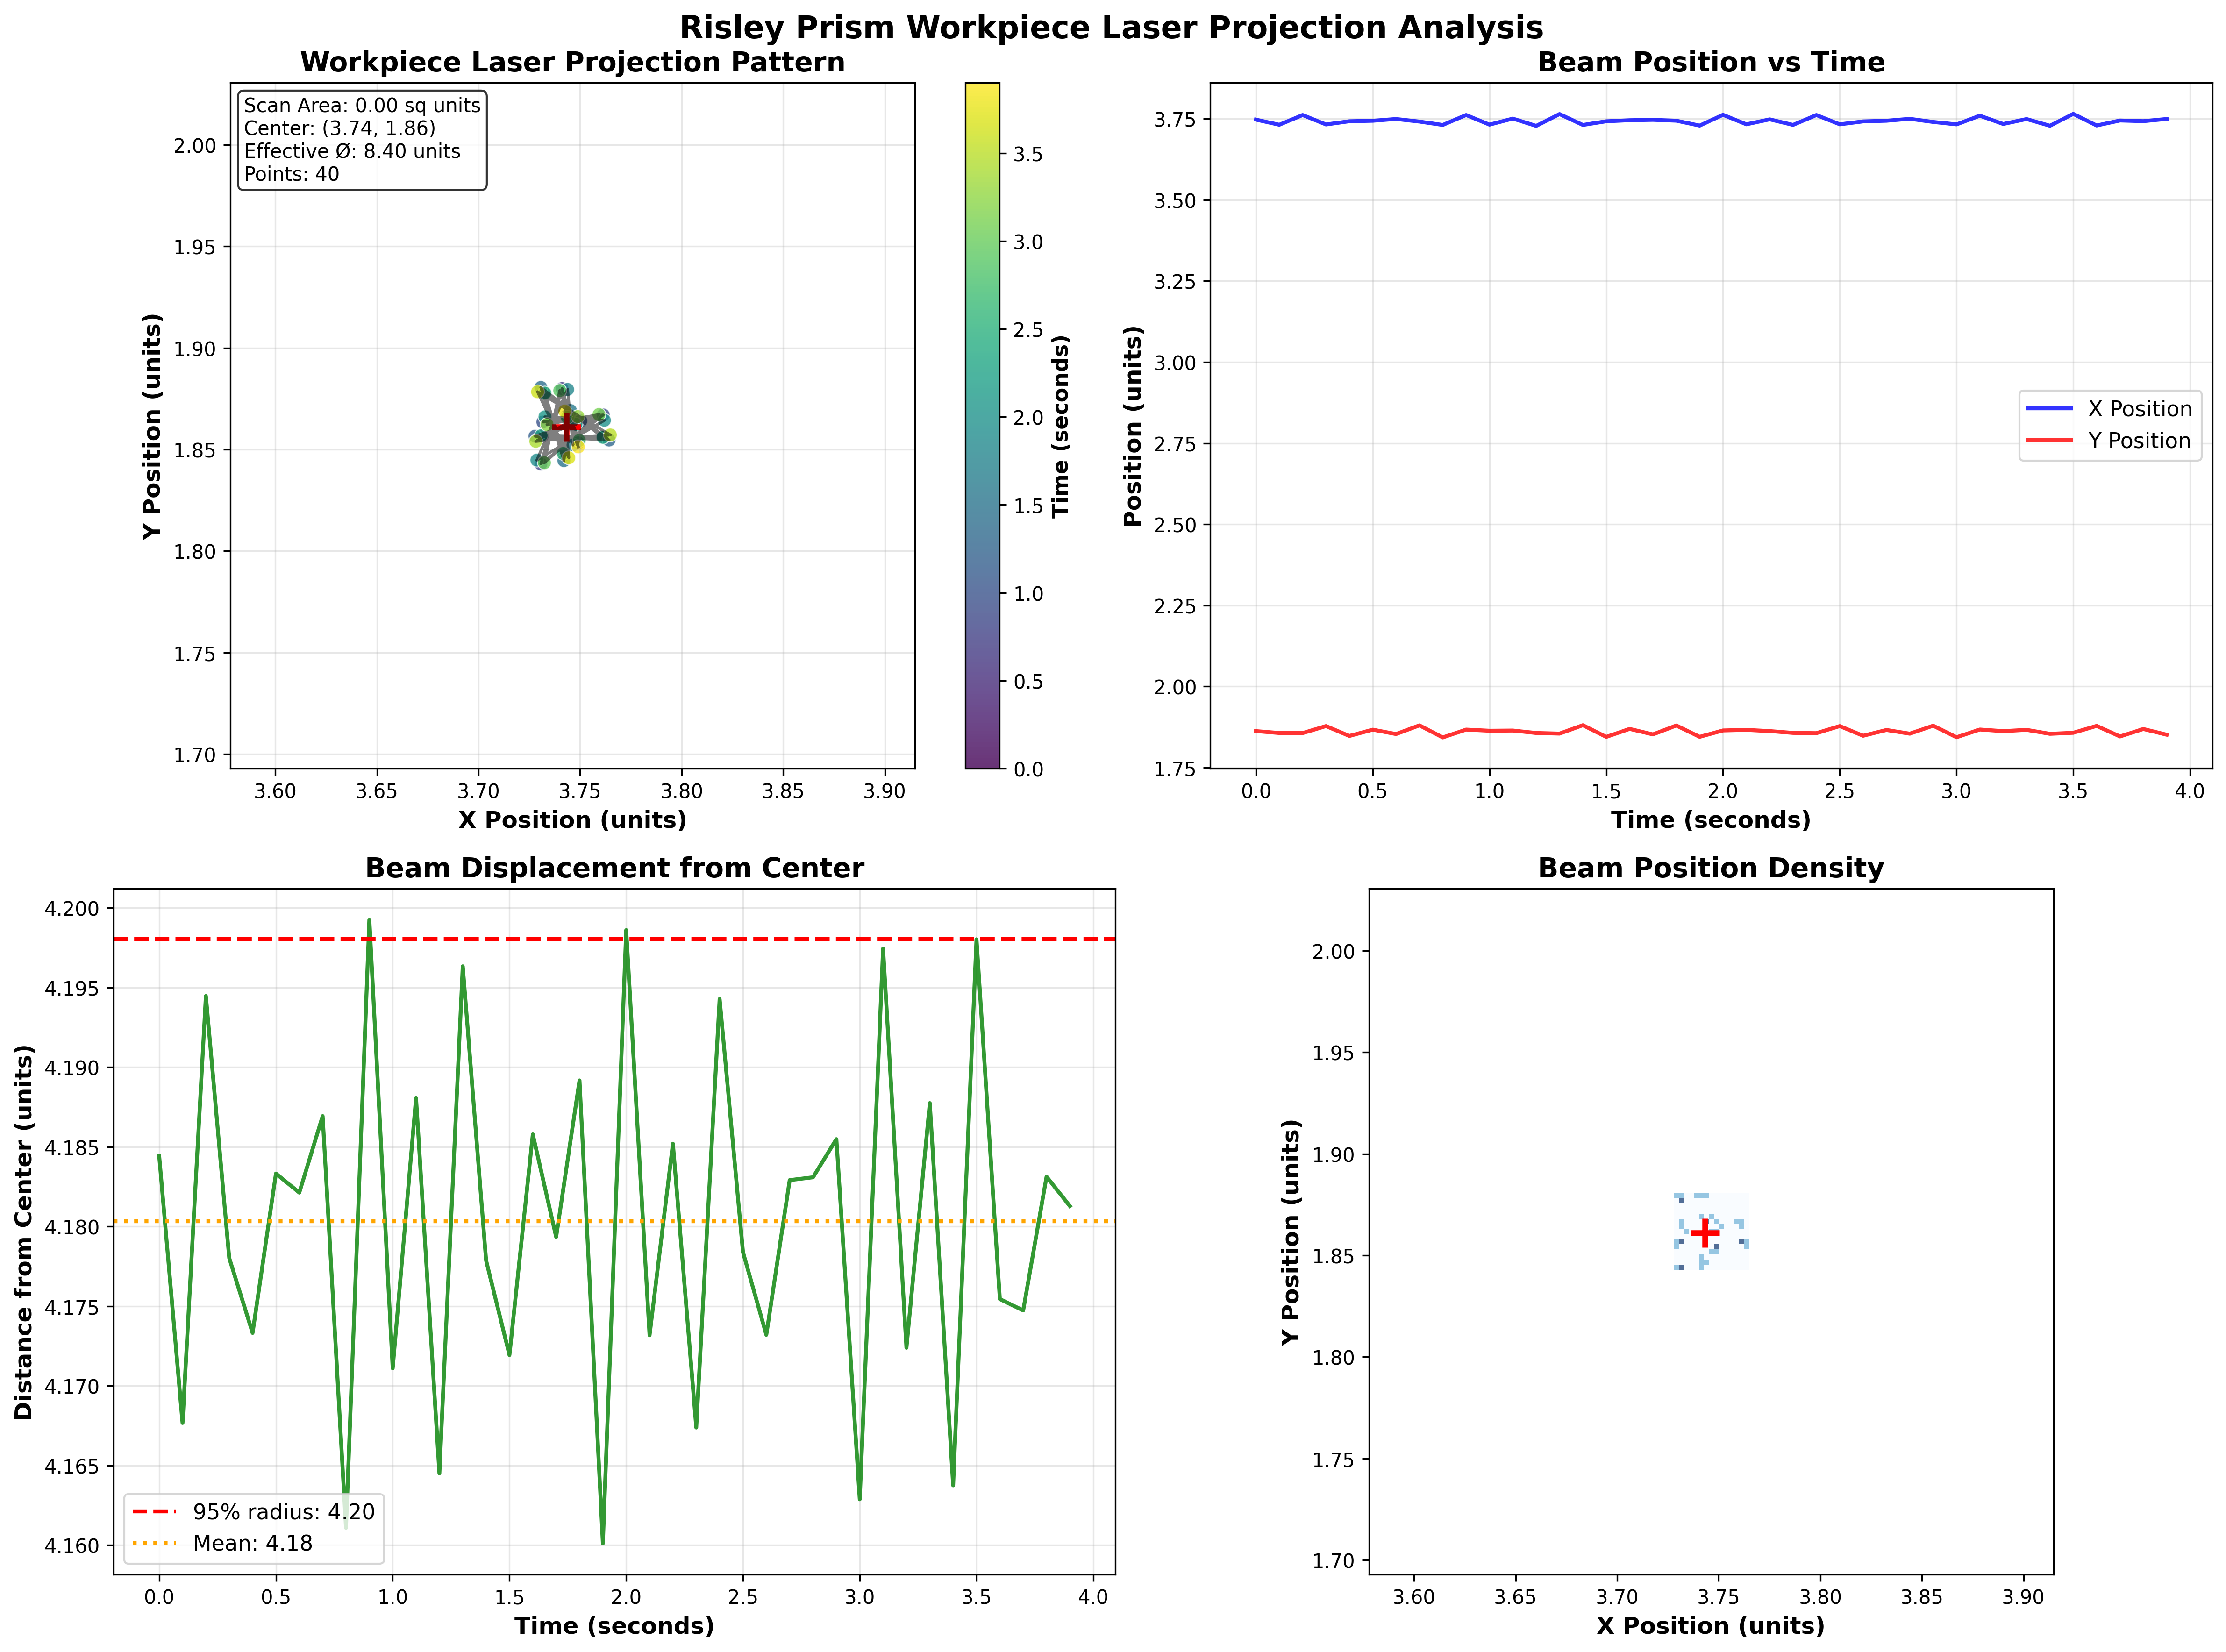 Risley Prism Workpiece Laser Projection Analysis
Workpiece Laser Projection Pattern
Scan Area: 0.00 sq units
Center: (3.74, 1.86)
Effective Ø: 8.40 units
Points: 40
Y Position (units)
2.00
1.95
1.90
1.85
1.80
1.75
1.70
3.60 3.65 3.70 3.75 3.80 3.85 3.90
X Position (units)
3.5
3.0
2.5
2.0
1.5
1.0
0.5
0.0
Time (seconds)
Beam Position vs Time
Position (units)
3.75
3.50
3.25
3.00
2.75
2.50
2.25
2.00
1.75
X Position
Y Position
0.0 0.5 1.0 1.5 2.0 2.5 3.0 3.5 4.0
Time (seconds)
Beam Displacement from Center
Distance from Center (units)
4.200
4.195
4.190
4.185
4.180
4.175
4.170
4.165
4.160
95% radius: 4.20
Mean: 4.18
0.0 0.5 1.0 1.5 2.0 2.5 3.0 3.5 4.0
Time (seconds)
Beam Position Density
Y Position (units)
2.00
1.95
1.90
1.85
1.80
1.75
1.70
3.60 3.65 3.70 3.75 3.80 3.85 3.90
X Position (units)